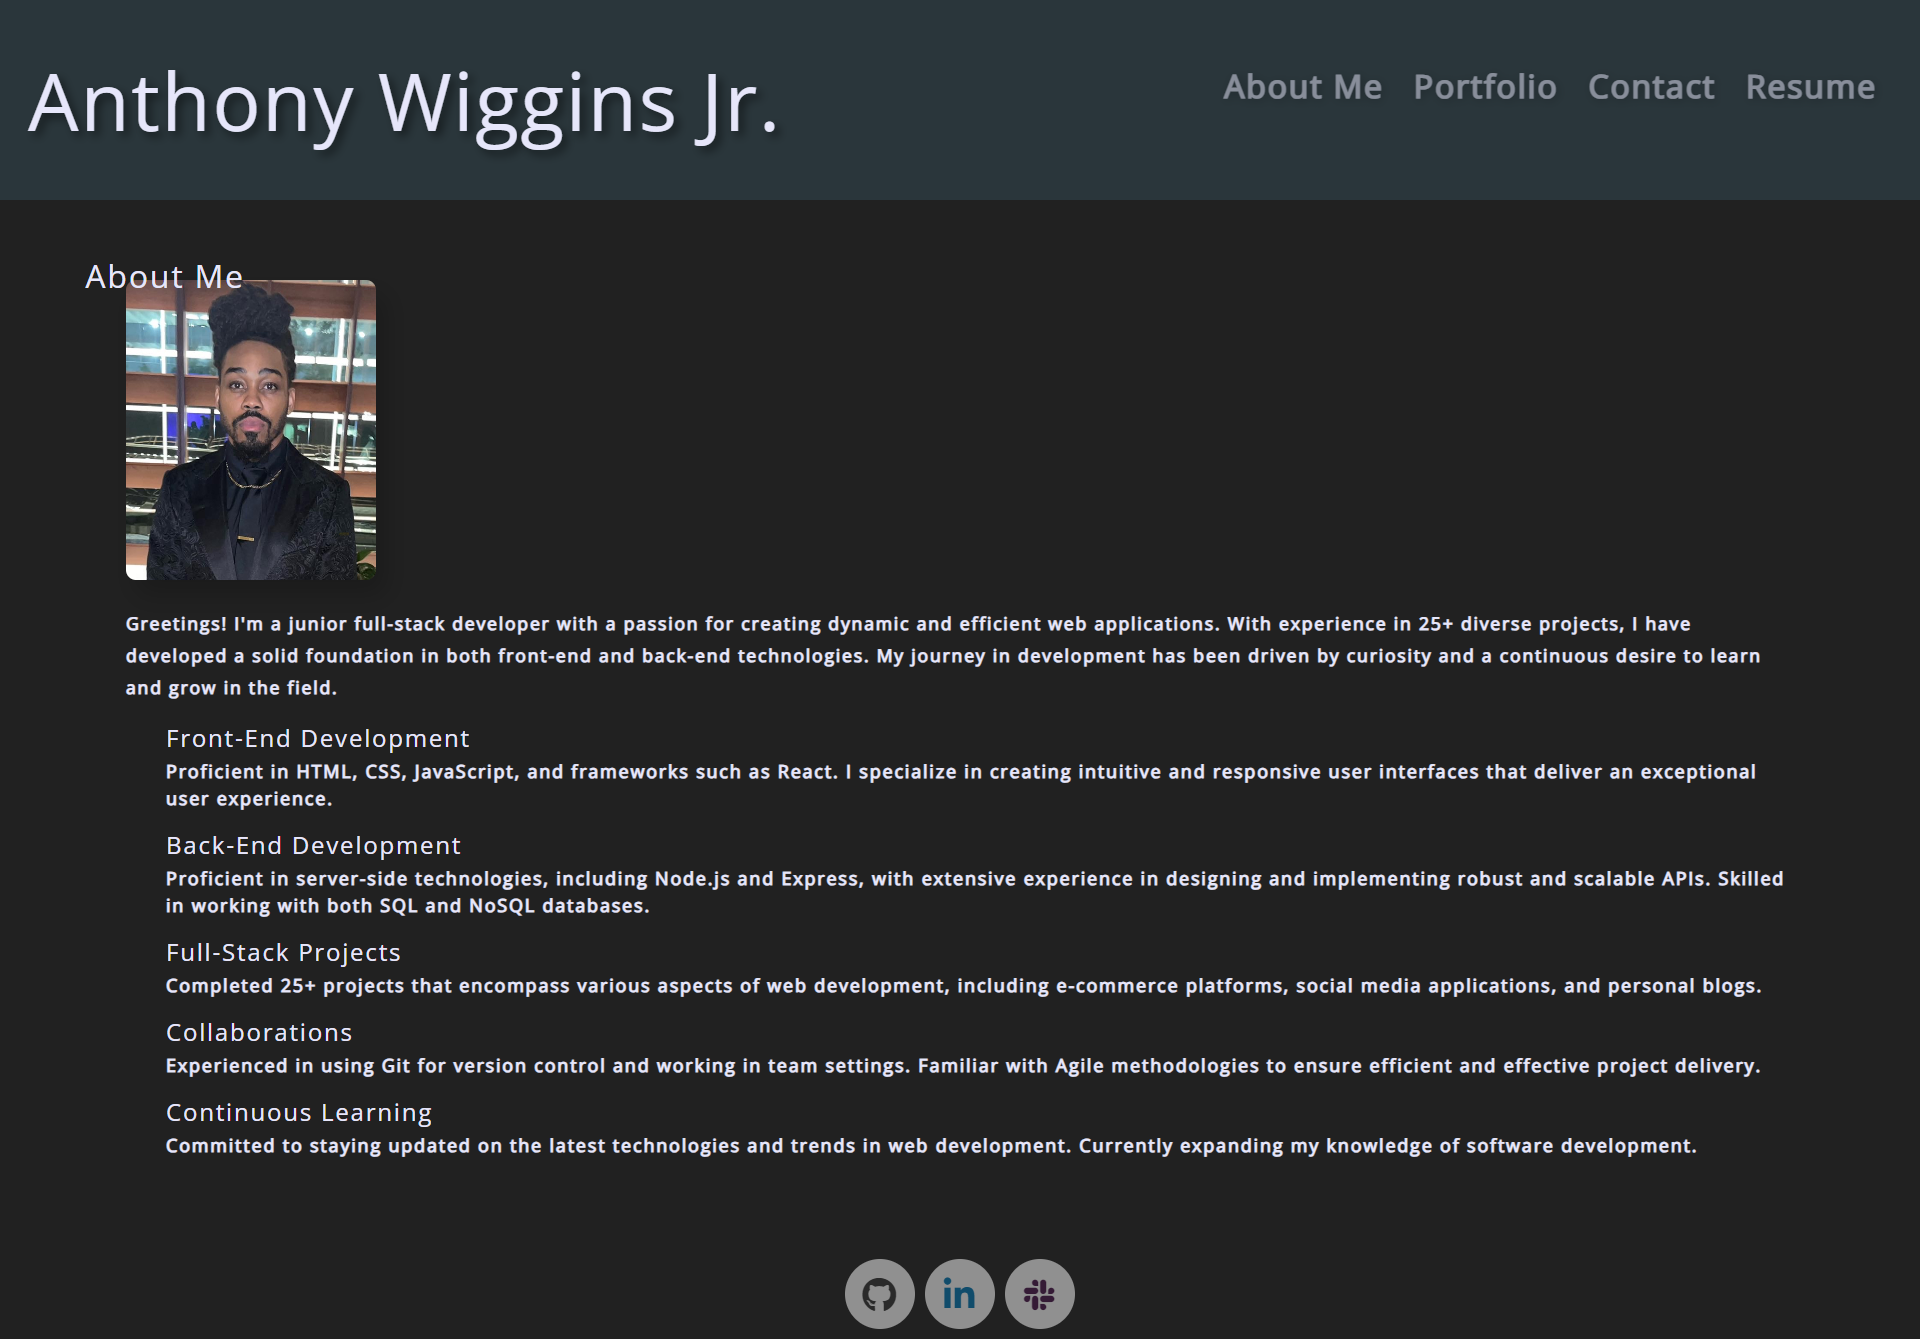 Anthony Wiggins Jr.
About Me Portfolio Contact Resume
About Me
Greetings! I'm a junior full-stack developer with a passion for creating dynamic and efficient web applications. With experience in 25+ diverse projects, I have
developed a solid foundation in both front-end and back-end technologies. My journey in development has been driven by curiosity and a continuous desire to learn
and grow in the field.
Front-End Development
Proficient in HTML, CSS, JavaScript, and frameworks such as React. I specialize in creating intuitive and responsive user interfaces that deliver an exceptional
user experience.
Back-End Development
Proficient in server-side technologies, including Node.js and Express, with extensive experience in designing and implementing robust and scalable APIs. Skilled
in working with both SQL and NoSQL databases.
Full-Stack Projects
Completed 25+ projects that encompass various aspects of web development, including e-commerce platforms, social media applications, and personal blogs.
Collaborations
Experienced in using Git for version control and working in team settings. Familiar with Agile methodologies to ensure efficient and effective project delivery.
Continuous Learning
Committed to staying updated on the latest technologies and trends in web development. Currently expanding my knowledge of software development.
in